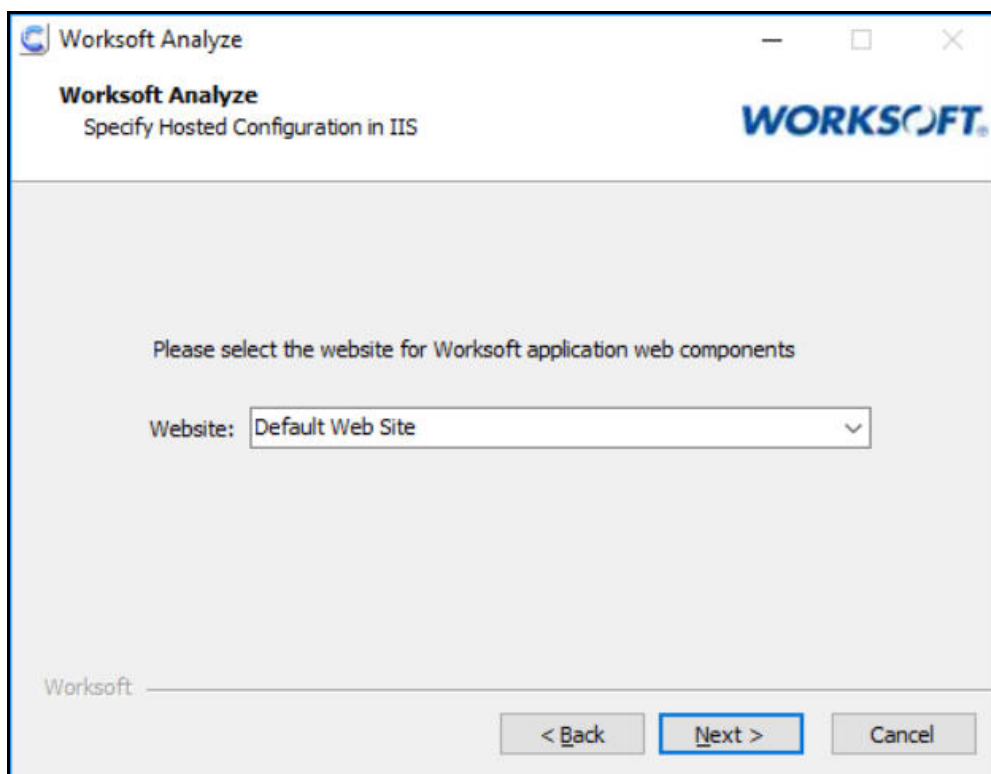 Worksoft Analyze
Worksoft Analyze
Specify Hosted Configuration in IIS
WORKSOFT®
Please select the website for Worksoft application web components
Website: Default Web Site
Worksoft
< Back Next > Cancel